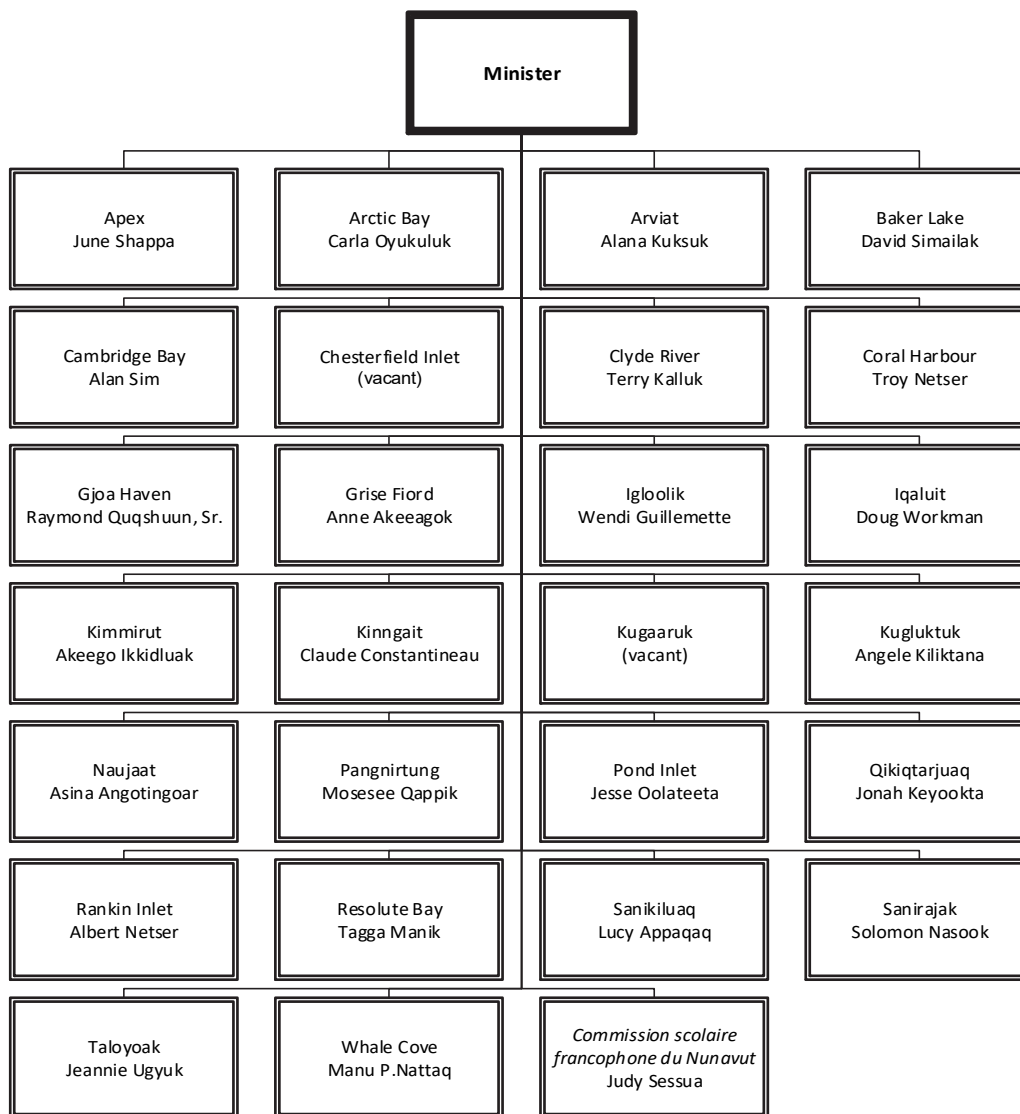 Minister
Apex
June Shappa
Arctic Bay
Carla Oyukuluk
Arviat
Alana Kuksuk
Baker Lake
David Simailak
Cambridge Bay
Alan Sim
Chesterfield Inlet
(vacant)
Clyde River
Terry Kalluk
Coral Harbour
Troy Netser
Gjoa Haven
Raymond Quqshuun, Sr.
Grise Fiord
Anne Akeeagok
Igloolik
Wendi Guillemette
Iqaluit
Doug Workman
Kimmirut
Akeego Ikkidluak
Kinngait
Claude Constantineau
Kugaaruk
(vacant)
Kugluktuk
Angele Kiliktana
Naujaat
Asina Angotingoar
Pangnirtung
Mosesee Qappik
Pond Inlet
Jesse Oolateeta
Qikiqtarjuaq
Jonah Keyookta
Rankin Inlet
Albert Netser
Resolute Bay
Tagga Manik
Sanikiluaq
Lucy Appaqaq
Sanirajak
Solomon Nasook
Taloyoak
Jeannie Ugyuk
Whale Cove
Manu P.Nattaq
Commission scolaire
francophone du Nunavut
Judy Sessua